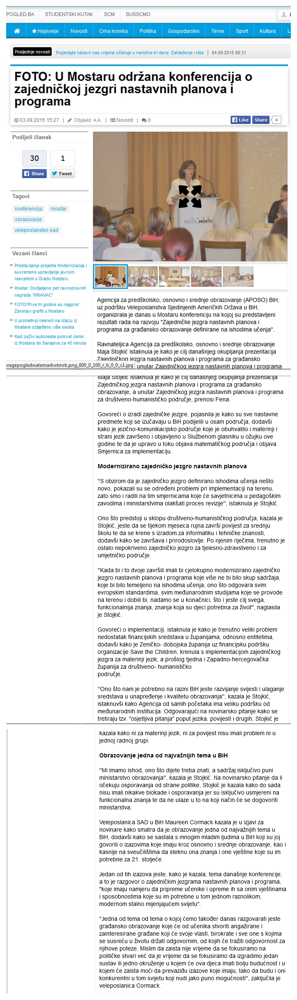 POGLED.BA
STUDENTSKI KUTAK
SCM
SUSSCMO
Najnovije
Novosti
Crna kronika
Politika
Gospodarstvo
Teme
Sport
Kultura
Posljednje novosti
Pogledajte kakavo nas vrijeme očekuje u naredna tri dana: Zahlađenje i kiša | 04.09.2015 08:31
FOTO: U Mostaru održana konferencija o
zajedničkoj jezgri nastavnih planova i
programa
03.09.2015 15:27 | Objavio: A.A. | Novosti | 0
Like
Share
4
Podijeli članak
30
1
Share
Tweet
Tagovi
konferencija
mostar
obrazovanje
veleposlanstvo sad
Vezani članci
Prestavljanje projekta Modernizacija i
suvremeno upravljanje javnom
rasvjetom u Gradu Mostaru
Mostar: Dodijeljeno pet ravnopravnih
nagrada “MRAVAC”
FOTO/'Prve tri godine su najgore':
Zanimjivi grafiti u Mostaru
U prometnoj nesreći na izlazu iz
Mostara ozlijeđeno više osoba
Kad zaživi autocesta putovat ćemo
iz Mostara do Sarajeva za 45 minuta
HOTEL MOSTAR
Agencija za predškolsko, osnovno i srednje obrazovanje (APOSO) BiH,
uz podršku Veleposlanstva Sjedinjenih Američkih Država u BiH,
organizirala je danas u Mostaru konferenciju na kojoj su predstavljeni
rezultati rada na razvoju "Zajedničke jezgra nastavnih planova i
programa za građansko obrazovanje definirane na ishodima učenja".
Ravnateljica Agencija za predškolsko, osnovno i srednje obrazovanje
Maja Stojkić istaknula je kako je cilj današnjeg okupljanja prezentacija
Zajedničkog jezgra nastavnih planova i programa za građansko
oragepogledwatemarkwtmrk.png_800_0_100_r_b_0_0_c1.jpg
unutar Zajedničkog jezgra nastavnih planova i programa
Maja Stojkić istaknula je kako je cilj današnjeg okupljanja prezentacija
Zajedničkog jezgra nastavnih planova i programa za građansko
obrazovanje, a unutar Zajedničkog jezgra nastavnih planova i programa
za društveno-humanističko područje, prenosi Fena.
Govoreći o izradi zajedničke jezgre, pojasnila je kako su sve nastavne
predmete koji se izučavaju u BiH podijelili u osam područja, dodavši
kako je jezično-komunikacijsko područje koje je obuhvatilo i materinji i
strani jezik završeno i objavljeno u Službenom glasniku u ožujku ove
godine te da je upravo u toku objava matematičkog područja i objava
Smjernica za implementaciju.
Modernizirano zajedničko jezgro nastavnih planova
"S obzirom da je zajedničko jezgro definirano ishodima učenja nešto
novo, pokazali su se određeni problemi pri implementaciji na terenu,
zato smo i radili na tim smjernicama koje će savjetnicima u pedagoškim
zavodima i ministarstvima olakšati proces revizije", istaknula je Stojkić.
Ono što predstoji u sklopu društveno-humanističkog područja, kazala je
Stojkić, jeste da se tijekom mjeseca rujna završi povijest za srednju
školu te da se krene s izradom za informatiku i tehničke znanosti,
dodavši kako se završava i prirodoslovlje. Po njenim riječima, trenutno je
ostalo nepokriveno zajedničko jezgro za tjelesno-zdravstveno i za
umjetničko područje.
"Kada bi i to dvoje završili imali bi cjelokupno modernizirano zajedničko
jezgro nastavnih planova i programa koje više ne bi bilo skup sadržaja,
koje bi bilo temeljeno na ishodima učenja, ono što odgovara svim
evropskim standardima, svim međunarodnim studijama koje se provode
na terenu i dobili bi, nadamo se u konačnici, što i jeste cilj svega,
funkcionalnija znanja, znanja koja su djeci potrebna za život", naglasila
je Stojkić.
Govoreći o implementaciji, istaknula je kako je trenutno veliki problem
nedostatak financijskih sredstava u županijama, odnosno entitetima,
dodavši kako je Zeničko- dobojska županija uz financijsku podršku
organizacije Save the Children, krenula s implementacijom zajedničkog
jezgra za materinji jezik, a prošlog tjedna i Zapadno-hercegovačka
županija za društveno- humanističko
područje.
"Ono što nam je potrebno na razini BiH jeste razvijanje svijesti i ulaganje
sredstava u unapređenje i kvalitetu obrazovanja", kazala je Stojkić,
istaknuvši kako Agencija od samih početaka ima veliku podršku od
međunarodnih institucija. Odgovarajući na novinarsko pitanje kako se
tretiraju tzv. "osjetljiva pitanja" poput jezika, povijesti i drugih, Stojkić je
kazala kako ni za materinji jezik, ni za povijest nisu imali problem ni u
jednoj radnoj grupi.
Obrazovanje jedna od najvažnijih tema u BiH
"Mi imamo ishod, ono što dijete treba znati, a sadržaj isključivo puni
ministarstvo obrazovanja", kazala je Stojkić. Na novinarsko pitanje da li
očekuju osporavanja od strane politike, Stojkić je kazala kako do sada
nisu imali nikakve blokade i osporavanja jer su isključivo usmjereni na
funkcionalna znanja te da ne ulaze u to na koji način će se dogovoriti
ministarstva.
Veleposlanica SAD u BiH Maureen Cormack kazala je u izjavi za
novinare kako smatra da je obrazovanje jedna od najvažnijih tema u
BiH, dodavši kako se sastala s mnogim mladim ljudima u BiH koji su joj
govorili o izazovima koje imaju kroz osnovno i srednje obrazovanje, kao i
kasnije na sveučilištima da steknu ona znanja i one vještine koje su im
potrebne za 21. stoljeće.
Jedan od tih izazova jeste, kako je kazala, tema današnje konferencije,
a to je razgovor o zajedničkim jezgrama nastavnih planova i programa,
"koje imaju namjeru da pripreme učenike i opreme ih sa onim vještinama
i sposobnostima koje su im potrebne u tom jednom raznolikom,
modernom stalno mijenjajućem svijetu".
"Jedna od tema od tema o kojoj ćemo također danas razgovarati jeste
građansko obrazovanje koje će od učenika stvoriti angažirane i
zainteresirane građane koji će svoje vlasti, birokrate i sve one s kojima
se susreću u životu držati odgovornim, od kojih će tražiti odgovornost za
njihove poteze. Mislim da zaista nije vrijeme da se fokusiramo na
političke stvari već da je vrijeme da se fokusiramo da izgradimo jedan
sustav ili jedno okruženje u kojem će ova djeca imati bolju budućnost i u
kojem će zaista moći da prevaziđu izazove koje imaju, tako da budu i oni
konkurentni u tom svijetu koji nudi jako puno mogućnosti", zaključila je
veleposlanica Cormack.